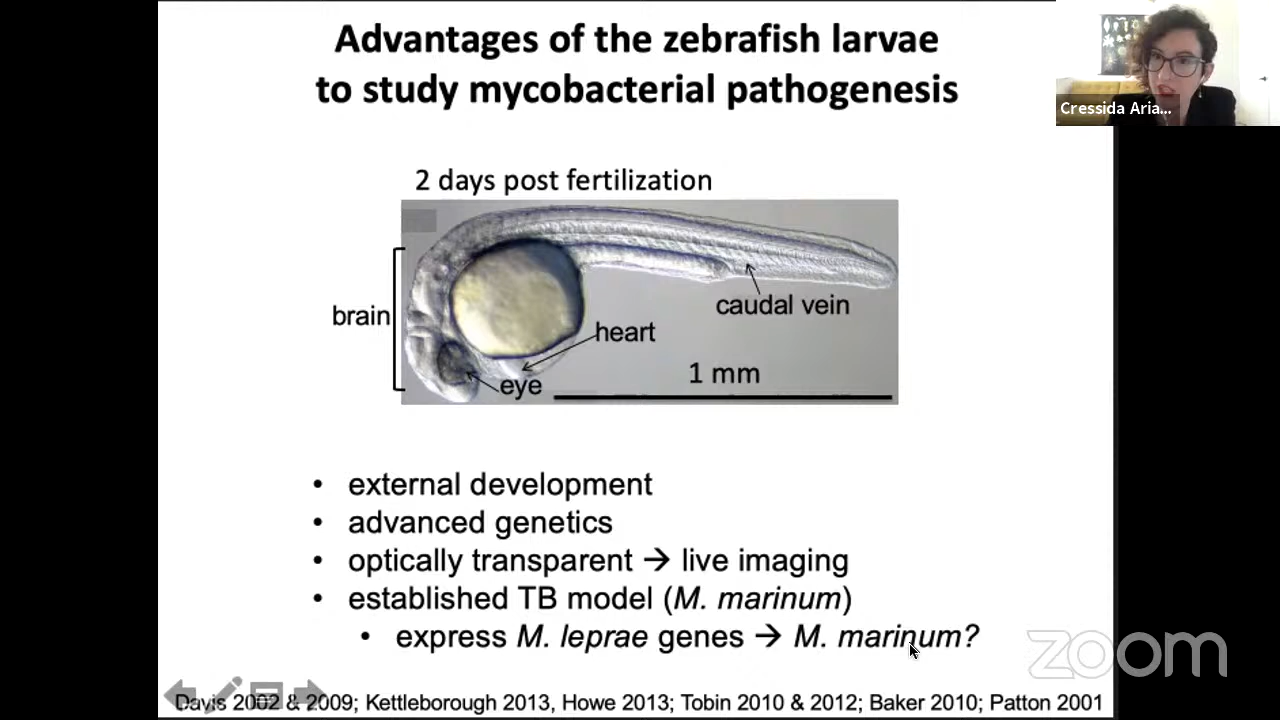 Advantages of the zebrafish larvae
to study mycobacterial pathogenesis
Cressida Aria...
2 days post fertilization
brain
caudal vein
heart
1 mm
eye
• external development
• advanced genetics
• optically transparent → live imaging
• established TB model (M. marinum)
• express M. leprae genes → M. marinum?
zoom
Davis 2002 & 2009; Kettleborough 2013, Howe 2013; Tobin 2010 & 2012; Baker 2010; Patton 2001